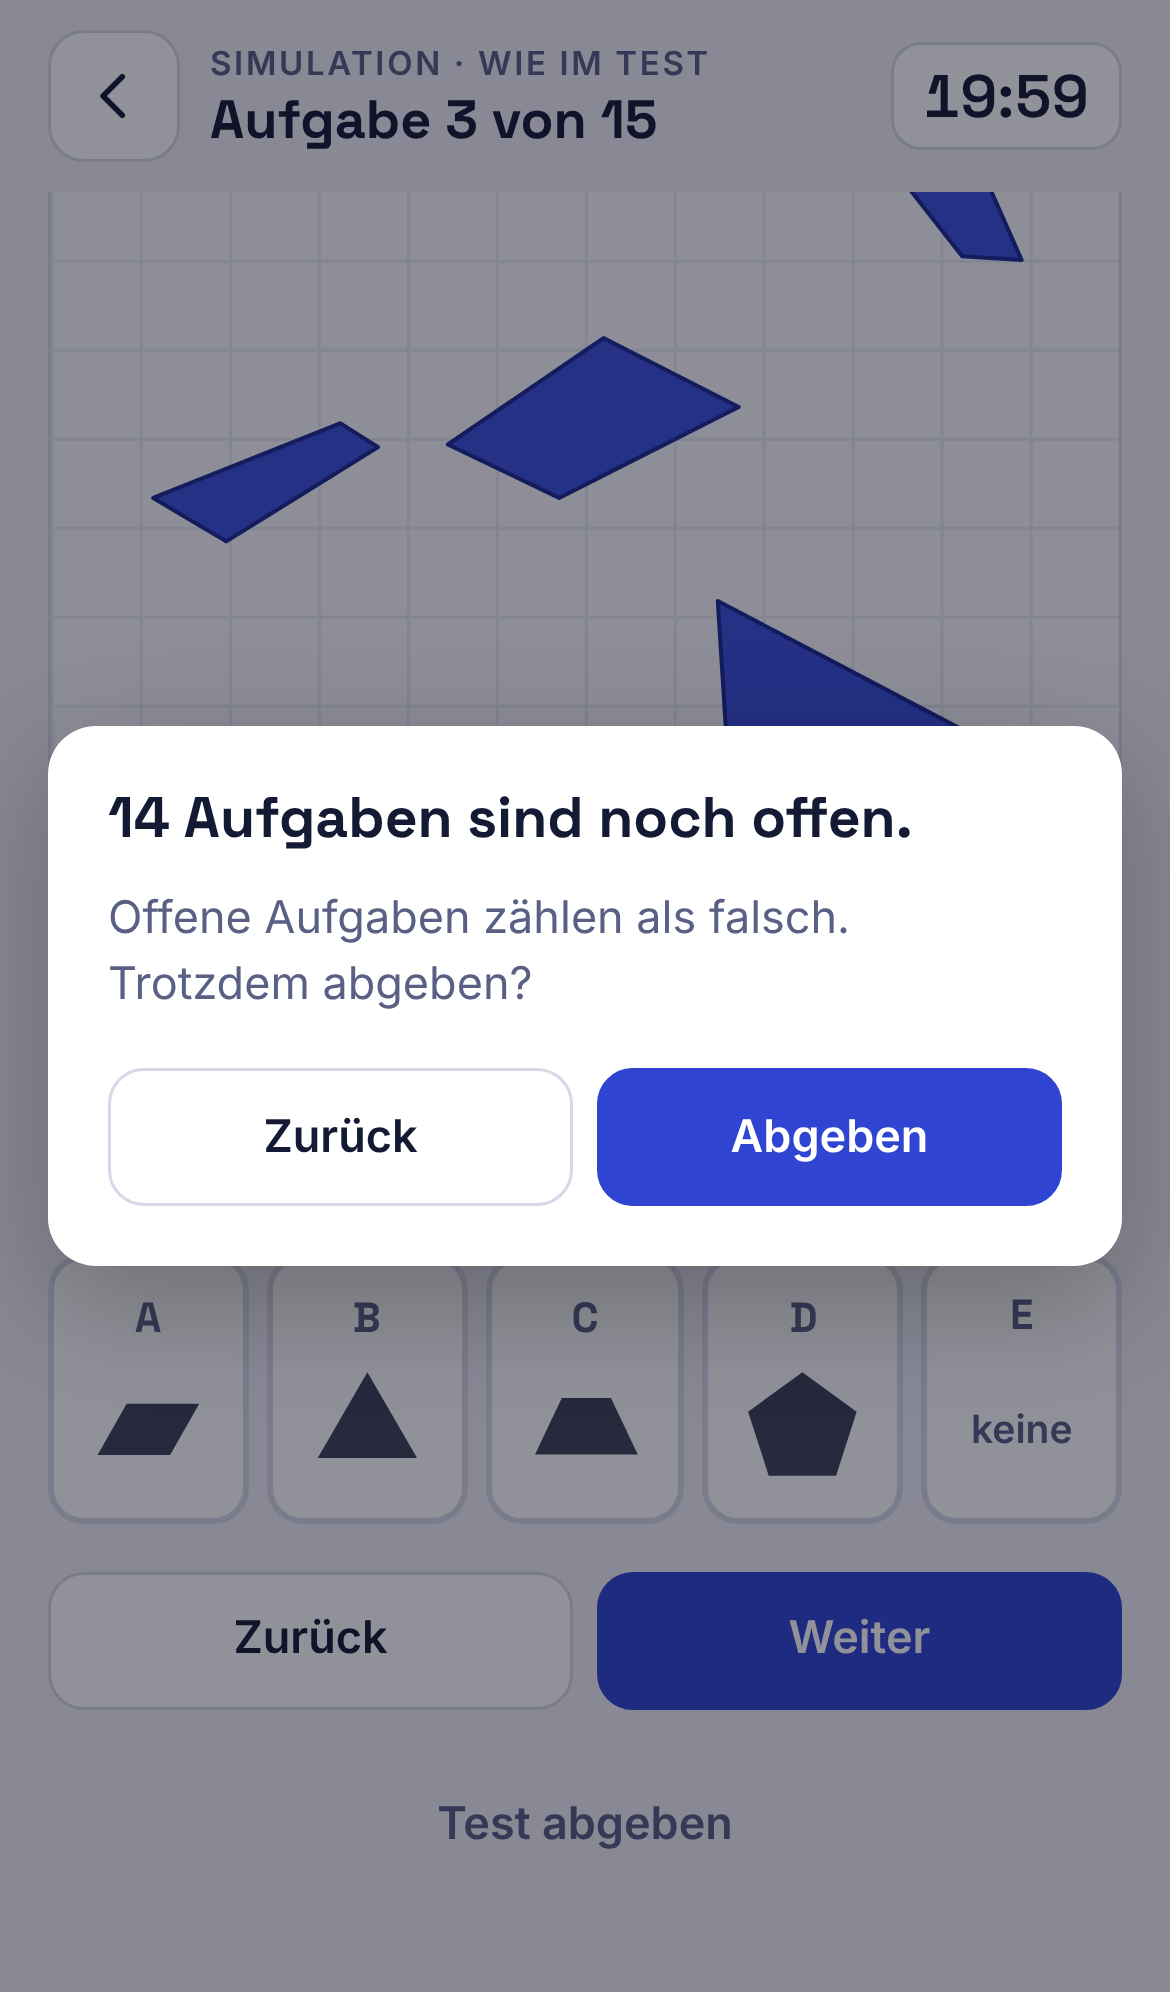 SIMULATION · WIE IM TEST
Aufgabe 3 von 15
19:59
14 Aufgaben sind noch offen.
Offene Aufgaben zählen als falsch.
Trotzdem abgeben?
Zurück
Abgeben
A
B
C
D
E
keine
Zurück
Weiter
Test abgeben